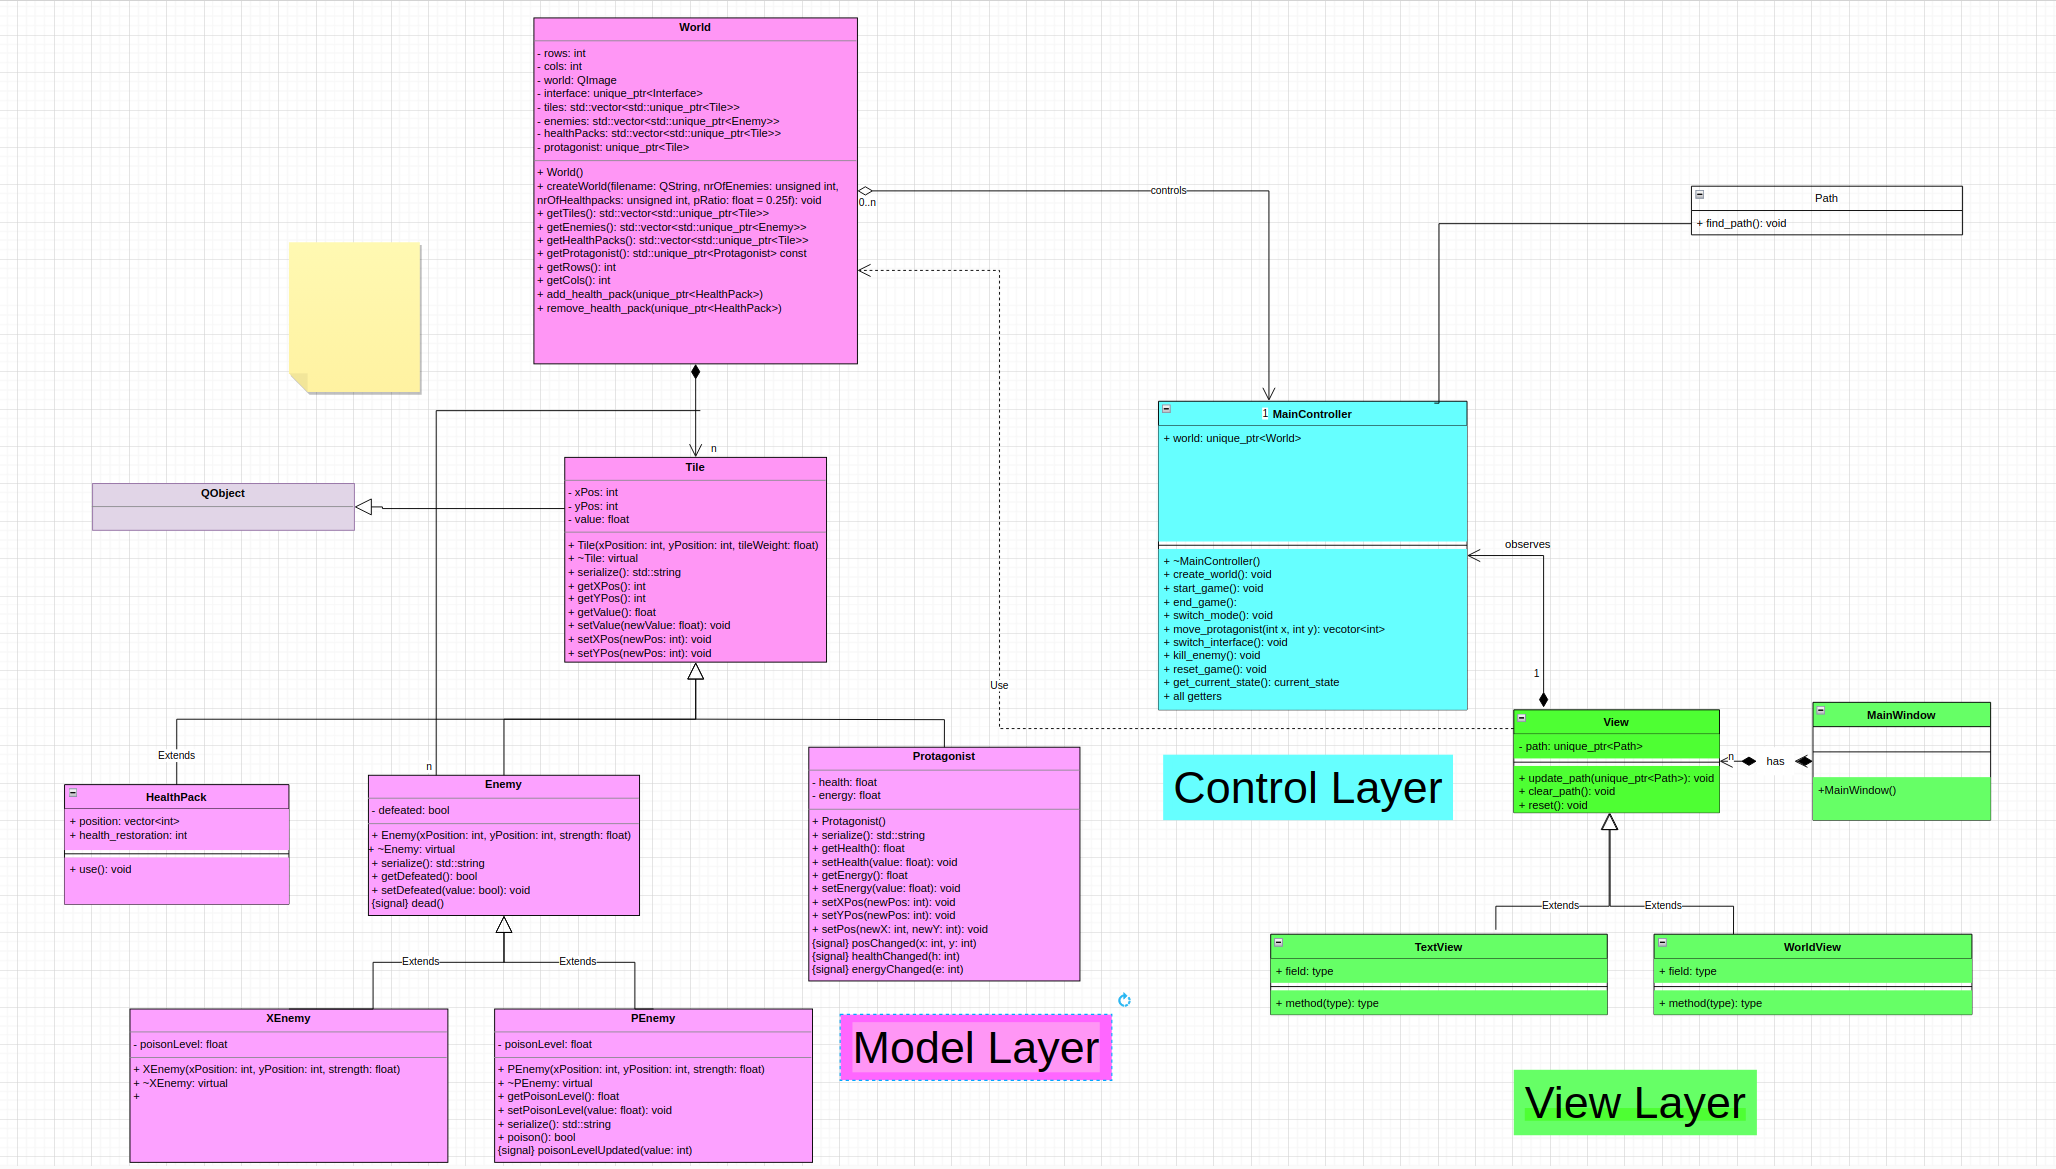 World
- rows: int
- cols: int
- world: QImage
- interface: unique_ptr<Interface>
- tiles: std::vector<std::unique_ptr<Tile>>
- enemies: std::vector<std::unique_ptr<Enemy>>
- healthPacks: std::vector<std::unique_ptr<Tile>>
- protagonist: unique_ptr<Tile>
+ World()
+ createWorld(filename: QString, nrOfEnemies: unsigned int,
nrOfHealthpacks: unsigned int, pRatio: float = 0.25f): void
+ getTiles(): std::vector<std::unique_ptr<Tile>>
+ getEnemies(): std::vector<std::unique_ptr<Enemy>>
+ getHealthPacks(): std::vector<std::unique_ptr<Tile>>
+ getProtagonist(): std::unique_ptr<Protagonist> const
+ getRows(): int
+ getCols(): int
+ add_health_pack(unique_ptr<HealthPack>)
+ remove_health_pack(unique_ptr<HealthPack>)
controls
0..n
Path
+ find_path(): void
1 MainController
+ world: unique_ptr<World>
+ ~MainController()
+ create_world(): void
+ start_game(): void
+ end_game():
+ switch_mode(): void
+ move_protagonist(int x, int y): vecotor<int>
+ switch_interface(): void
+ kill_enemy(): void
+ reset_game(): void
+ get_current_state(): current_state
+ all getters
observes
1
n
QObject
Tile
- xPos: int
- yPos: int
- value: float
+ Tile(xPosition: int, yPosition: int, tileWeight: float)
+ ~Tile: virtual
+ serialize(): std::string
+ getXPos(): int
+ getYPos(): int
+ getValue(): float
+ setValue(newValue: float): void
+ setXPos(newPos: int): void
+ setYPos(newPos: int): void
Use
View
- path: unique_ptr<Path>
+ update_path(unique_ptr<Path>): void
+ clear_path(): void
+ reset(): void
n
has
MainWindow
+MainWindow()
Extends
n
HealthPack
+ position: vector<int>
+ health_restoration: int
+ use(): void
Enemy
- defeated: bool
+ Enemy(xPosition: int, yPosition: int, strength: float)
+ ~Enemy: virtual
+ serialize(): std::string
+ getDefeated(): bool
+ setDefeated(value: bool): void
{signal} dead()
Protagonist
- health: float
- energy: float
+ Protagonist()
+ serialize(): std::string
+ getHealth(): float
+ setHealth(value: float): void
+ getEnergy(): float
+ setEnergy(value: float): void
+ setXPos(newPos: int): void
+ setYPos(newPos: int): void
+ setPos(newX: int, newY: int): void
{signal} posChanged(x: int, y: int)
{signal} healthChanged(h: int)
{signal} energyChanged(e: int)
Control Layer
Extends
Extends
TextView
+ field: type
+ method(type): type
WorldView
+ field: type
+ method(type): type
Extends
Extends
XEnemy
- poisonLevel: float
+ XEnemy(xPosition: int, yPosition: int, strength: float)
+ ~XEnemy: virtual
+
PEnemy
- poisonLevel: float
+ PEnemy(xPosition: int, yPosition: int, strength: float)
+ ~PEnemy: virtual
+ getPoisonLevel(): float
+ setPoisonLevel(value: float): void
+ serialize(): std::string
+ poison(): bool
{signal} poisonLevelUpdated(value: int)
Model Layer
View Layer